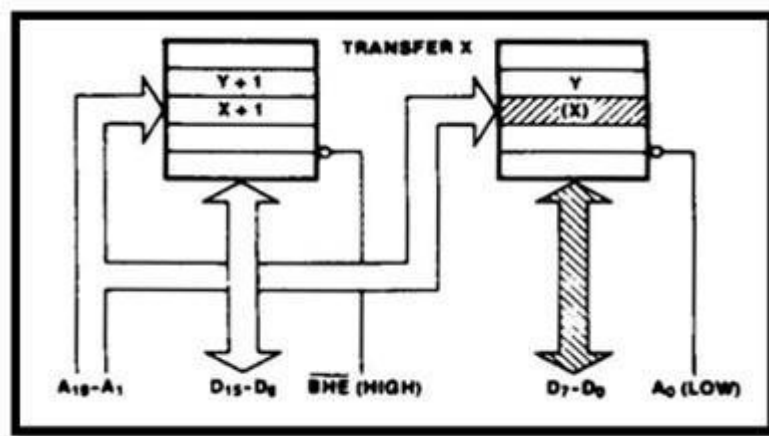 TRANSFER X
Y + 1
X + 1
Y
(X)
A19-A1
D15-D8
BHE (HIGH)
D7-D0
A0 (LOW)